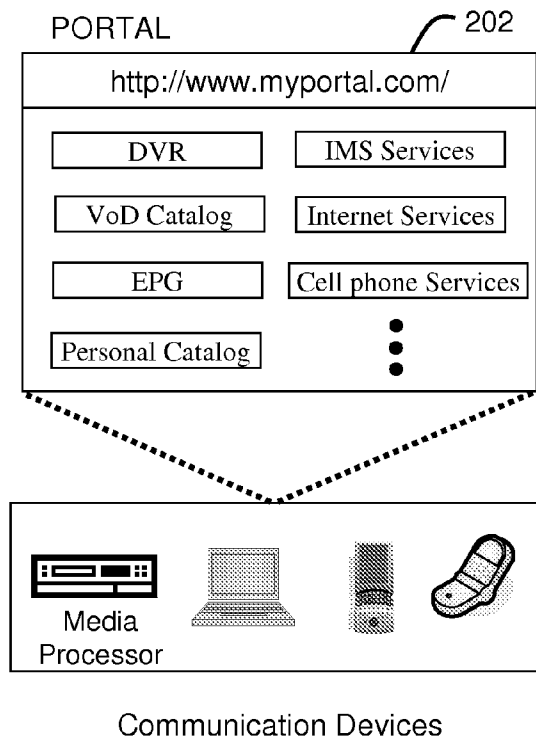 PORTAL
202
http://www.myportal.com/
DVR
IMS Services
VoD Catalog
Internet Services
EPG
Cell phone Services
Personal Catalog
Media
Processor
Communication Devices